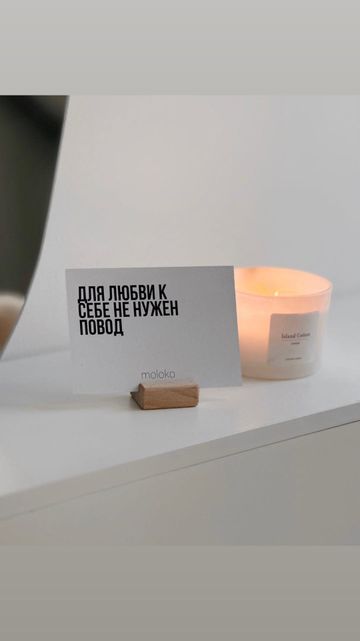 ДЛЯ ЛЮБВИ К
СЕБЕ НЕ НУЖЕН
ПОВОД
moloko
Island Cotton